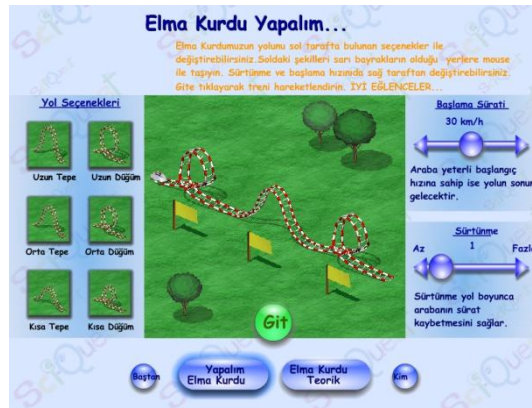 Elma Kurdu Yapalım...
Elma Kurdumuzun yolunu sol tarafta bulunan seçenekler ile
değiştirebilirsiniz.Soldaki şekilleri sarı bayrakların olduğu yerlere mouse
ile taşıyın. Sürtünme ve başlama hızınıda sağ taraftan değiştirebilirsiniz.
Gite tıklayarak treni hareketlendirin. İYİ EĞLENCELER...
Yol Seçenekleri
Uzun Tepe
Uzun Düğüm
Orta Tepe
Orta Düğüm
Kısa Tepe
Kısa Düğüm
Başlama Sürati
30 km/h
Araba yeterli başlangıç
hızına sahip ise yolun sonun
gelecektir.
Sürtünme
Az
1
Fazla
Sürtünme yol boyunca
arabanın sürat
kaybetmesini sağlar.
Git
Baştan
Yapalım
Elma Kurdu
Elma Kurdu
Teorik
Kim